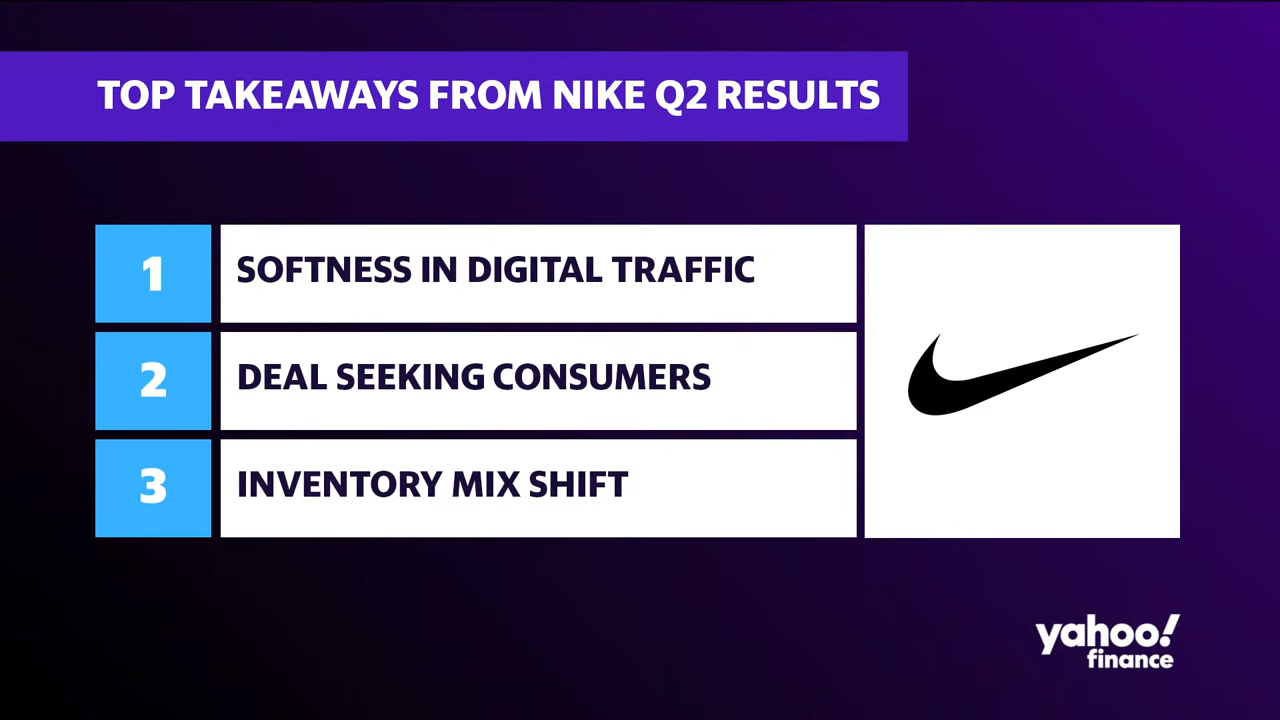 TOP TAKEAWAYS FROM NIKE Q2 RESULTS
1 SOFTNESS IN DIGITAL TRAFFIC
2 DEAL SEEKING CONSUMERS
3 INVENTORY MIX SHIFT
yahoo!
finance